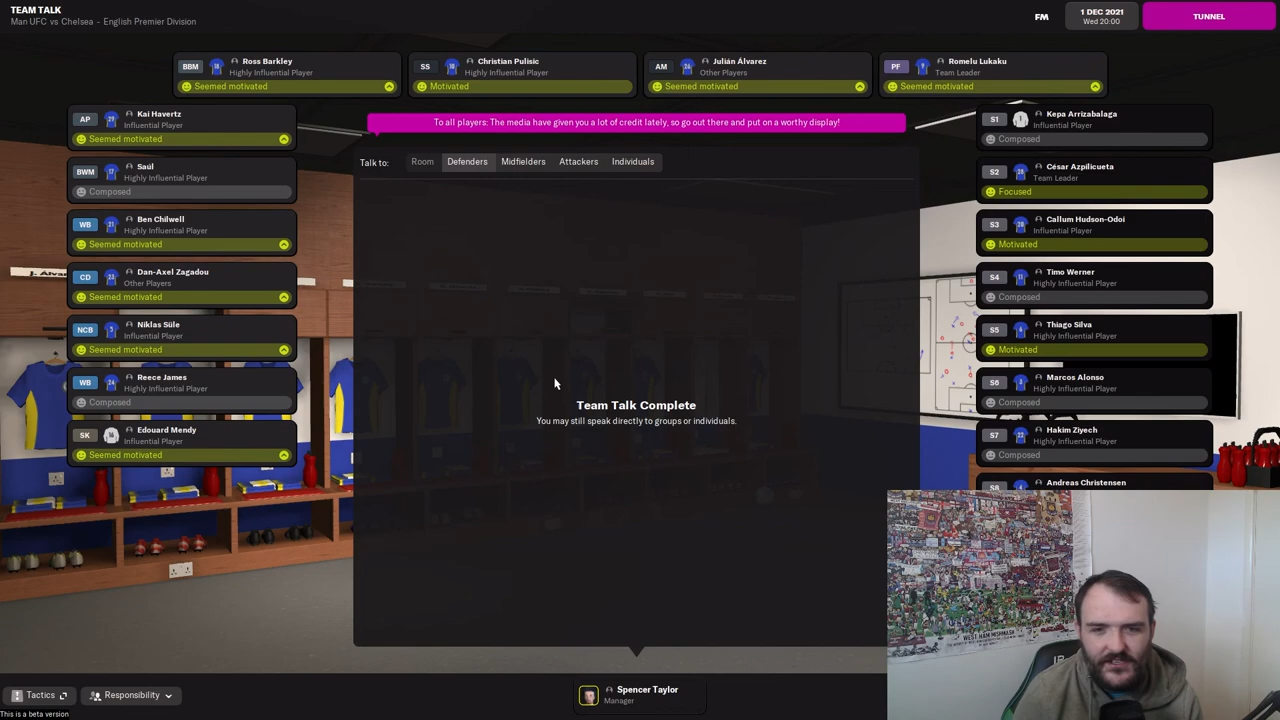 TEAM TALK
Man UFC vs Chelsea - English Premier Division
FM
1 DEC 2021
Wed 20:00
TUNNEL
BBM
Ross Barkley
Highly Influential Player
Seemed motivated
SS
Christian Pulisic
Highly Influential Player
Motivated
AM
Julián Álvarez
Other Players
Seemed motivated
PF
Romelu Lukaku
Team Leader
Seemed motivated
To all players: The media have given you a lot of credit lately, so go out there and put on a worthy display!
Talk to: Room Defenders Midfielders Attackers Individuals
AP
Kai Havertz
Influential Player
Seemed motivated
BWM
Saúl
Highly Influential Player
Composed
WB
Ben Chilwell
Highly Influential Player
Seemed motivated
CD
Dan-Axel Zagadou
Other Players
Seemed motivated
NCB
Niklas Süle
Influential Player
Seemed motivated
WB
Reece James
Highly Influential Player
Composed
SK
Edouard Mendy
Influential Player
Seemed motivated
Team Talk Complete
You may still speak directly to groups or individuals.
S1
Kepa Arrizabalaga
Influential Player
Composed
S2
César Azpilicueta
Team Leader
Focused
S3
Callum Hudson-Odoi
Influential Player
Motivated
S4
Timo Werner
Highly Influential Player
Composed
S5
Thiago Silva
Highly Influential Player
Motivated
S6
Marcos Alonso
Highly Influential Player
Composed
S7
Hakim Ziyech
Highly Influential Player
Composed
S8
Andreas Christensen
WEST HAM MISHMASH
Tactics
Responsibility
Spencer Taylor
Manager
This is a beta version